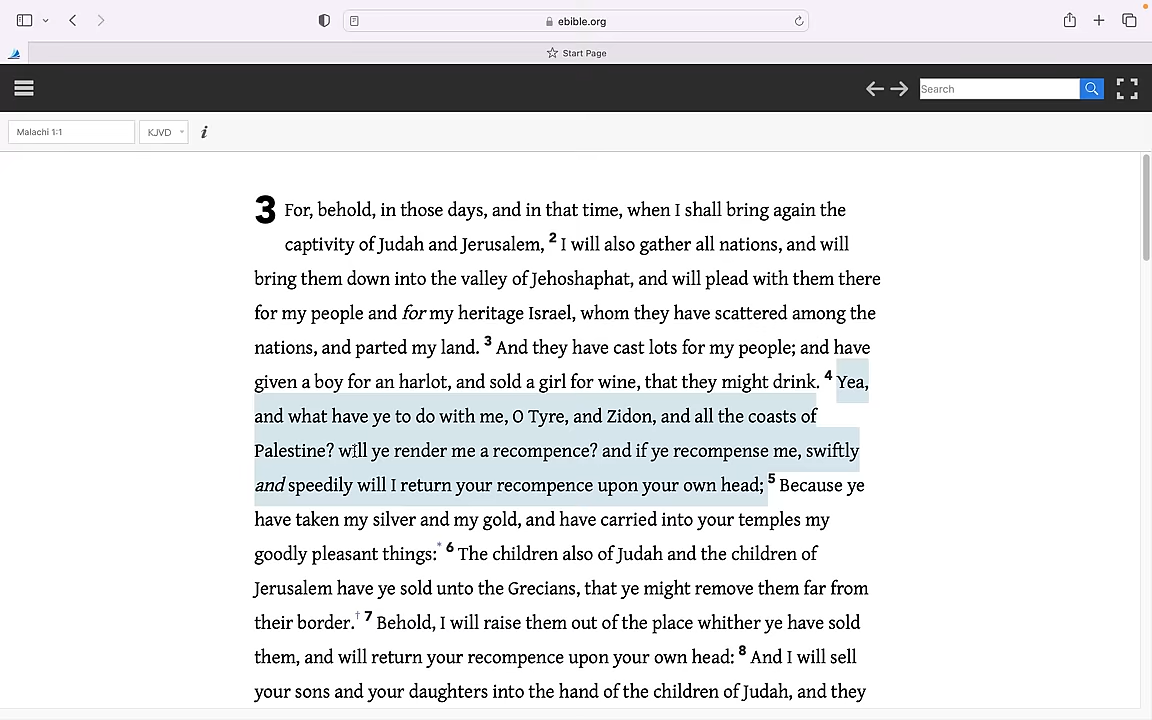 ebible.org
Start Page
Search
Malachi 1:1
KJVD
i
3 For, behold, in those days, and in that time, when I shall bring again the
captivity of Judah and Jerusalem, 2 I will also gather all nations, and will
bring them down into the valley of Jehoshaphat, and will plead with them there
for my people and for my heritage Israel, whom they have scattered among the
nations, and parted my land. 3 And they have cast lots for my people; and have
given a boy for an harlot, and sold a girl for wine, that they might drink. 4 Yea,
and what have ye to do with me, O Tyre, and Zidon, and all the coasts of
Palestine? will ye render me a recompence? and if ye recompense me, swiftly
and speedily will I return your recompence upon your own head; 5 Because ye
have taken my silver and my gold, and have carried into your temples my
goodly pleasant things:* 6 The children also of Judah and the children of
Jerusalem have ye sold unto the Grecians, that ye might remove them far from
their border.† 7 Behold, I will raise them out of the place whither ye have sold
them, and will return your recompence upon your own head: 8 And I will sell
your sons and your daughters into the hand of the children of Judah, and they